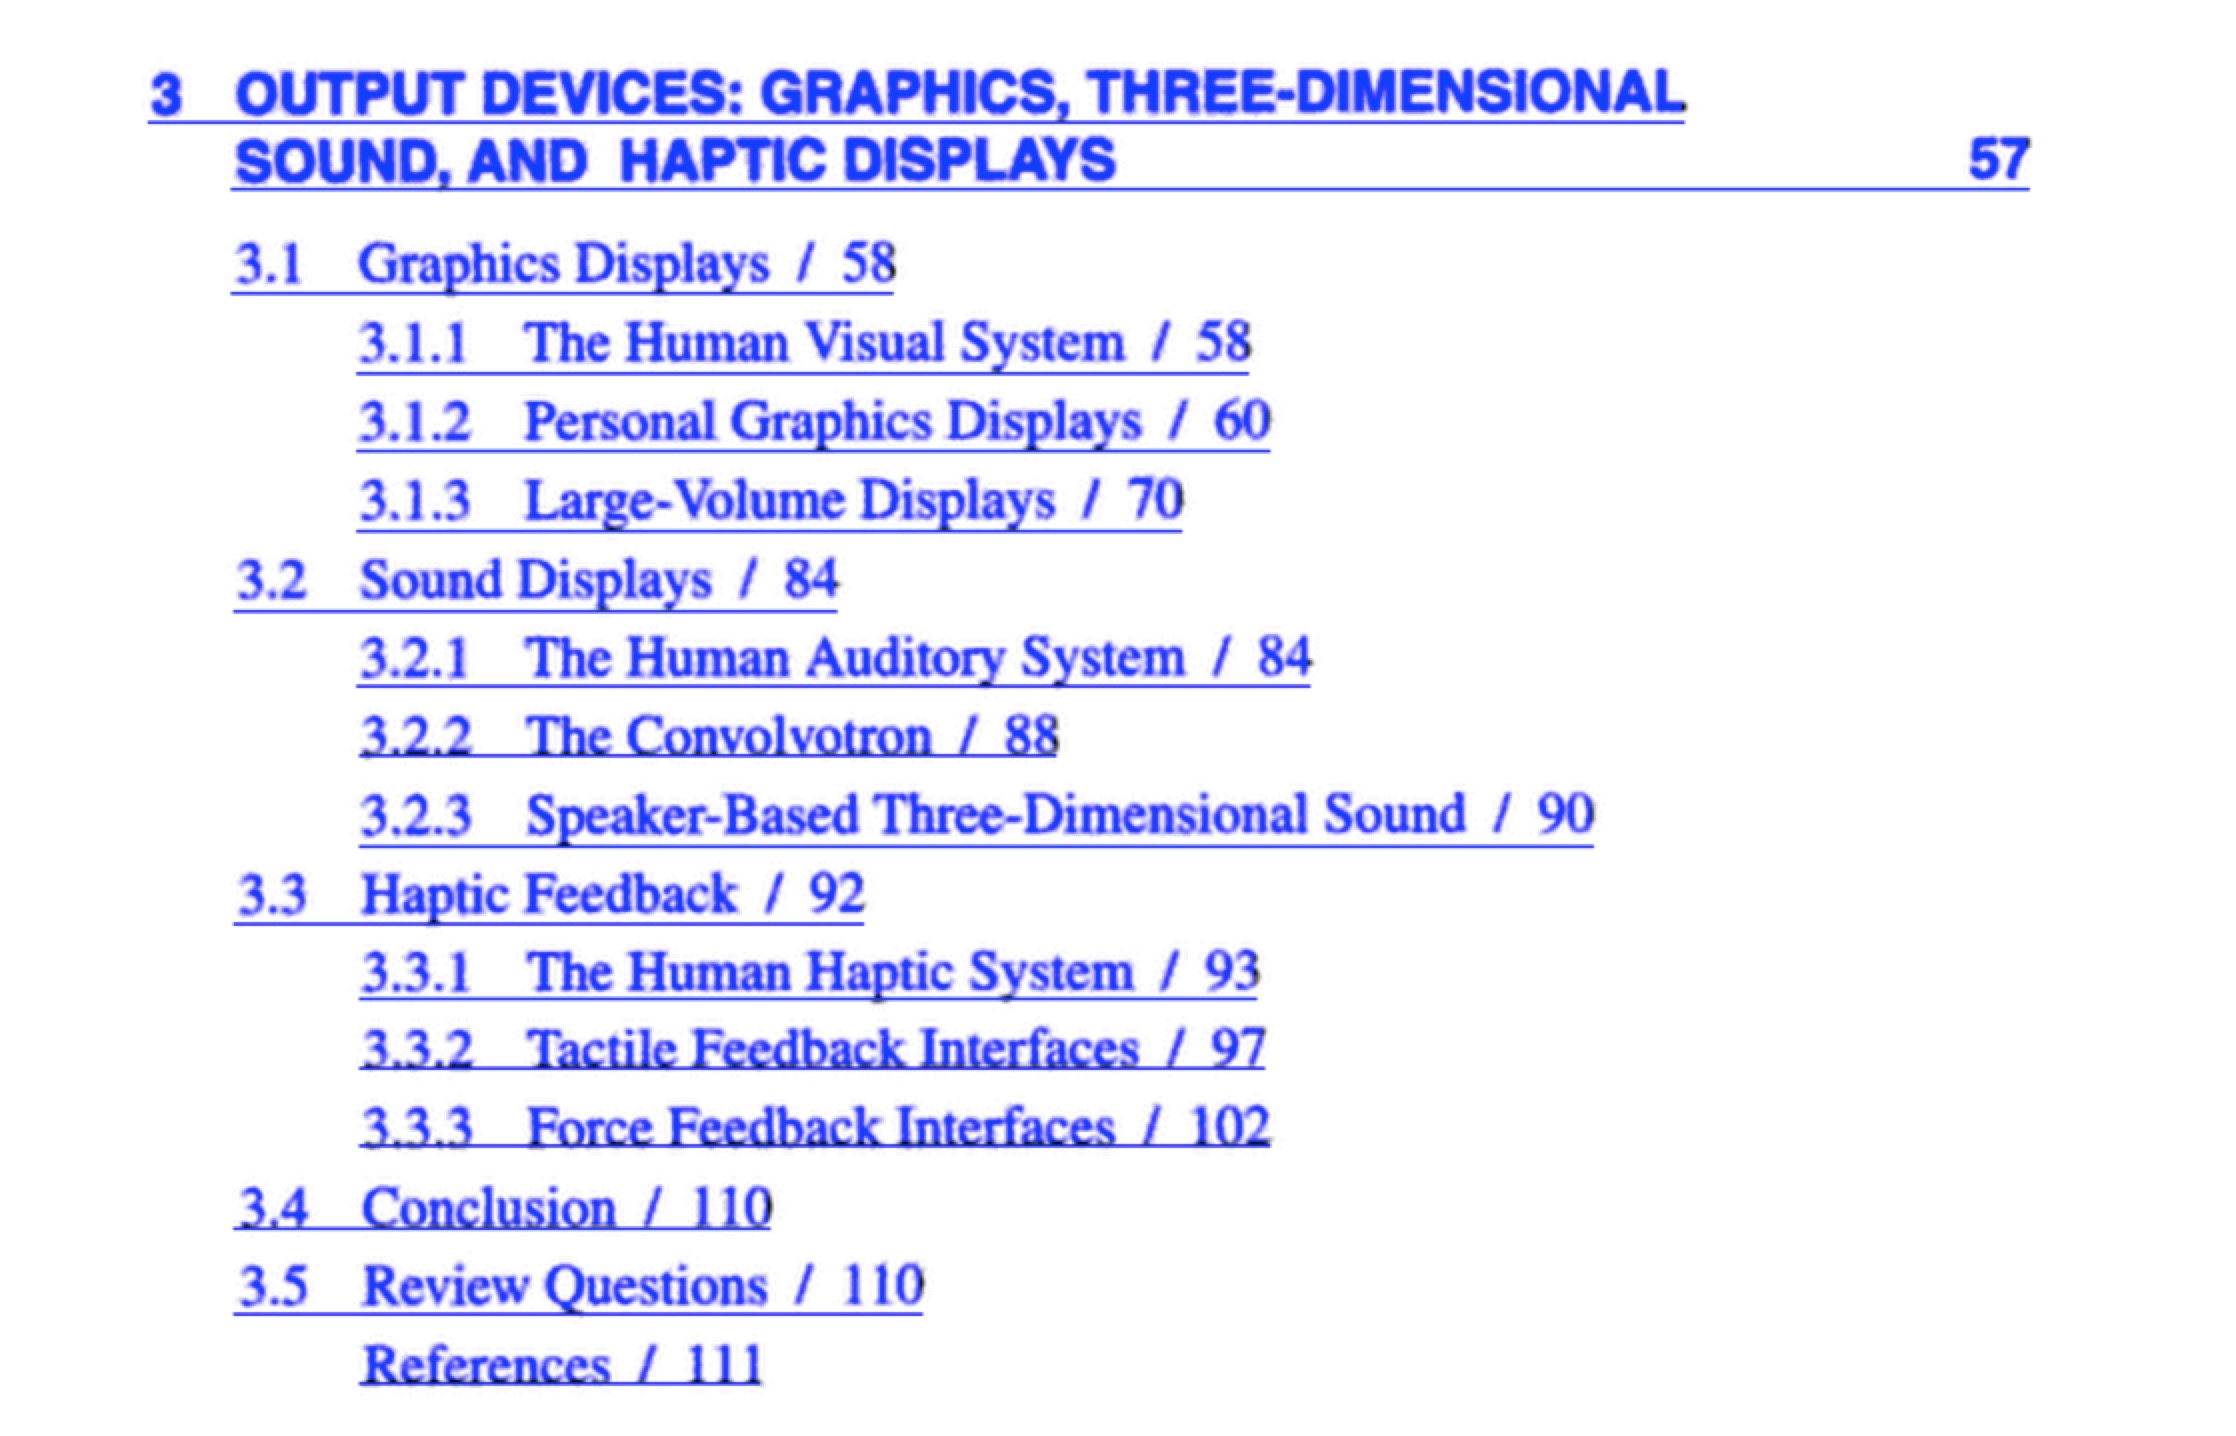 3 OUTPUT DEVICES: GRAPHICS, THREE-DIMENSIONAL
SOUND, AND HAPTIC DISPLAYS 57
3.1 Graphics Displays / 58
3.1.1 The Human Visual System / 58
3.1.2 Personal Graphics Displays / 60
3.1.3 Large-Volume Displays / 70
3.2 Sound Displays / 84
3.2.1 The Human Auditory System / 84
3.2.2 The Convolvotron / 88
3.2.3 Speaker-Based Three-Dimensional Sound / 90
3.3 Haptic Feedback / 92
3.3.1 The Human Haptic System / 93
3.3.2 Tactile Feedback Interfaces / 97
3.3.3 Force Feedback Interfaces / 102
3.4 Conclusion / 110
3.5 Review Questions / 110
References / 111